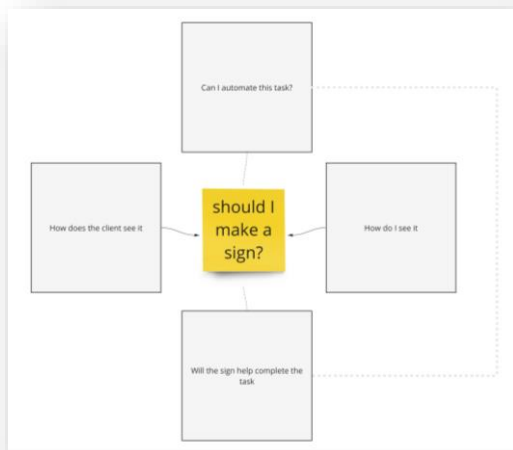 Can I automate this task?
How does the client see it
should I
make a
sign?
How do I see it
Will the sign help complete the
task